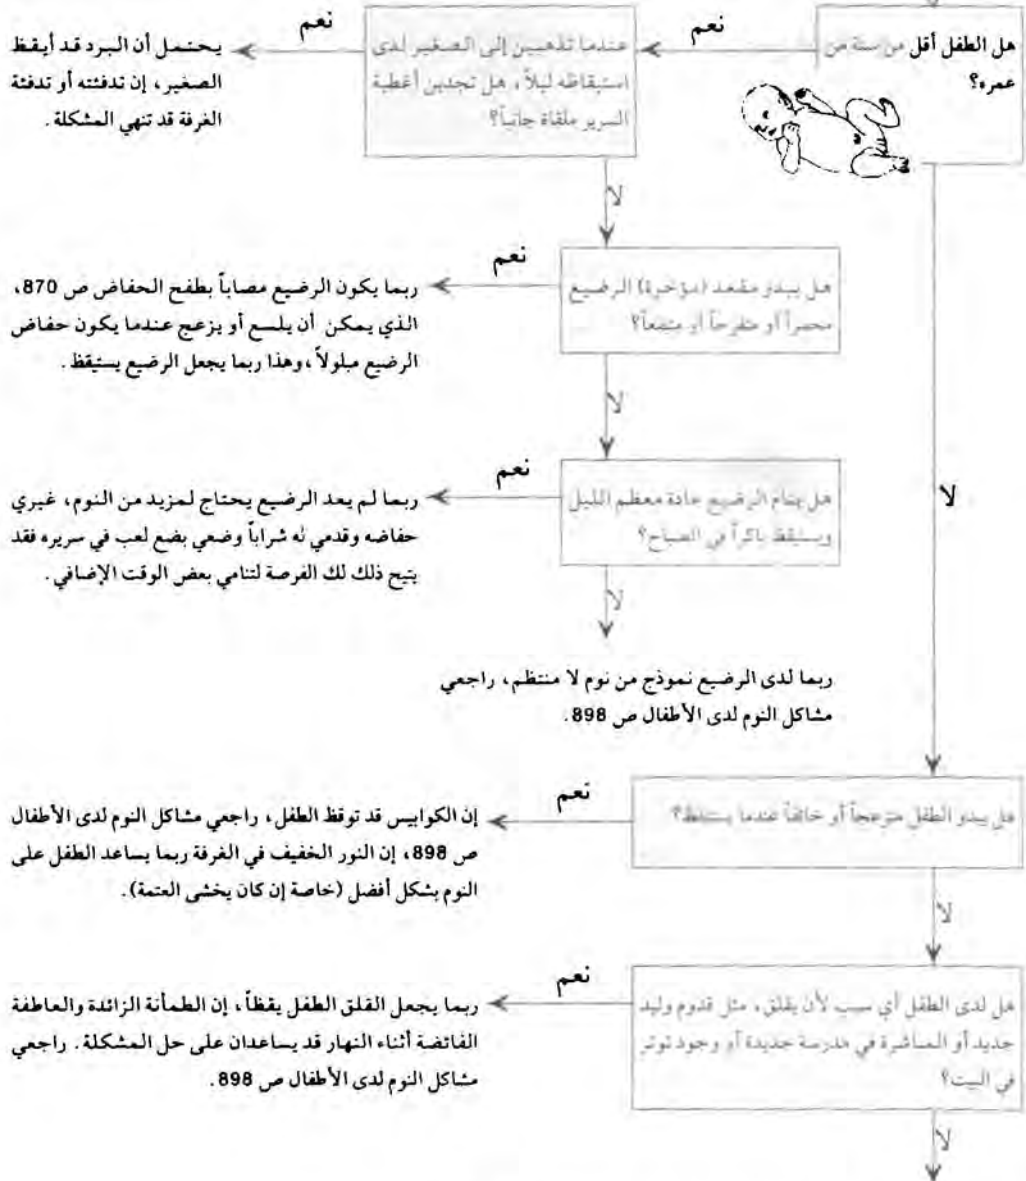 هل الطفل أقل من سنة من
عمره؟
نعم
عندما تذهبين إلى الصغير لدى
استيقاظه ليلاً، هل تجدين أغطية
السرير ملقاة جانباً؟
نعم
يحتمل أن البرد قد أيقظ
الصغير، إن تدفئته أو تدفئة
الغرفة قد تنهي المشكلة.
لا
هل يبدو مقعد (مؤخرة) الرضيع
محمراً أو متقرحاً أو متبقعاً؟
نعم
ربما يكون الرضيع مصاباً بطفح الحفاض ص 870،
الذي يمكن أن يلسع أو يزعج عندما يكون حفاض
الرضيع مبلولاً، وهذا ربما يجعل الرضيع يستيقظ.
لا
هل ينام الرضيع عادة معظم الليل
ويستيقظ باكراً في الصباح؟
نعم
ربما لم يعد الرضيع يحتاج لمزيد من النوم، غيري
حفاضه وقدمي له شراباً وضعي بضع لعب في سريره فقد
يتيح ذلك لك الفرصة لتنامي بعض الوقت الإضافي.
لا
ربما لدى الرضيع نموذج من نوم لا منتظم، راجعي
مشاكل النوم لدى الأطفال ص 898.
لا
هل يبدو الطفل منزعجاً أو خائفاً عندما يستيقظ؟
نعم
إن الكوابيس قد توقظ الطفل، راجعي مشاكل النوم لدى الأطفال
ص 898، إن النور الخفيف في الغرفة ربما يساعد الطفل على
النوم بشكل أفضل (خاصة إن كان يخشى العتمة).
لا
هل لدى الطفل أي سبب لأن يقلق، مثل قدوم وليد
جديد أو المباشرة في مدرسة جديدة أو وجود توتر
في البيت؟
نعم
ربما يجعل القلق الطفل يقظاً، إن الطمأنة الزائدة والعاطفة
الفائضة أثناء النهار قد يساعدان على حل المشكلة. راجعي
مشاكل النوم لدى الأطفال ص 898.
لا